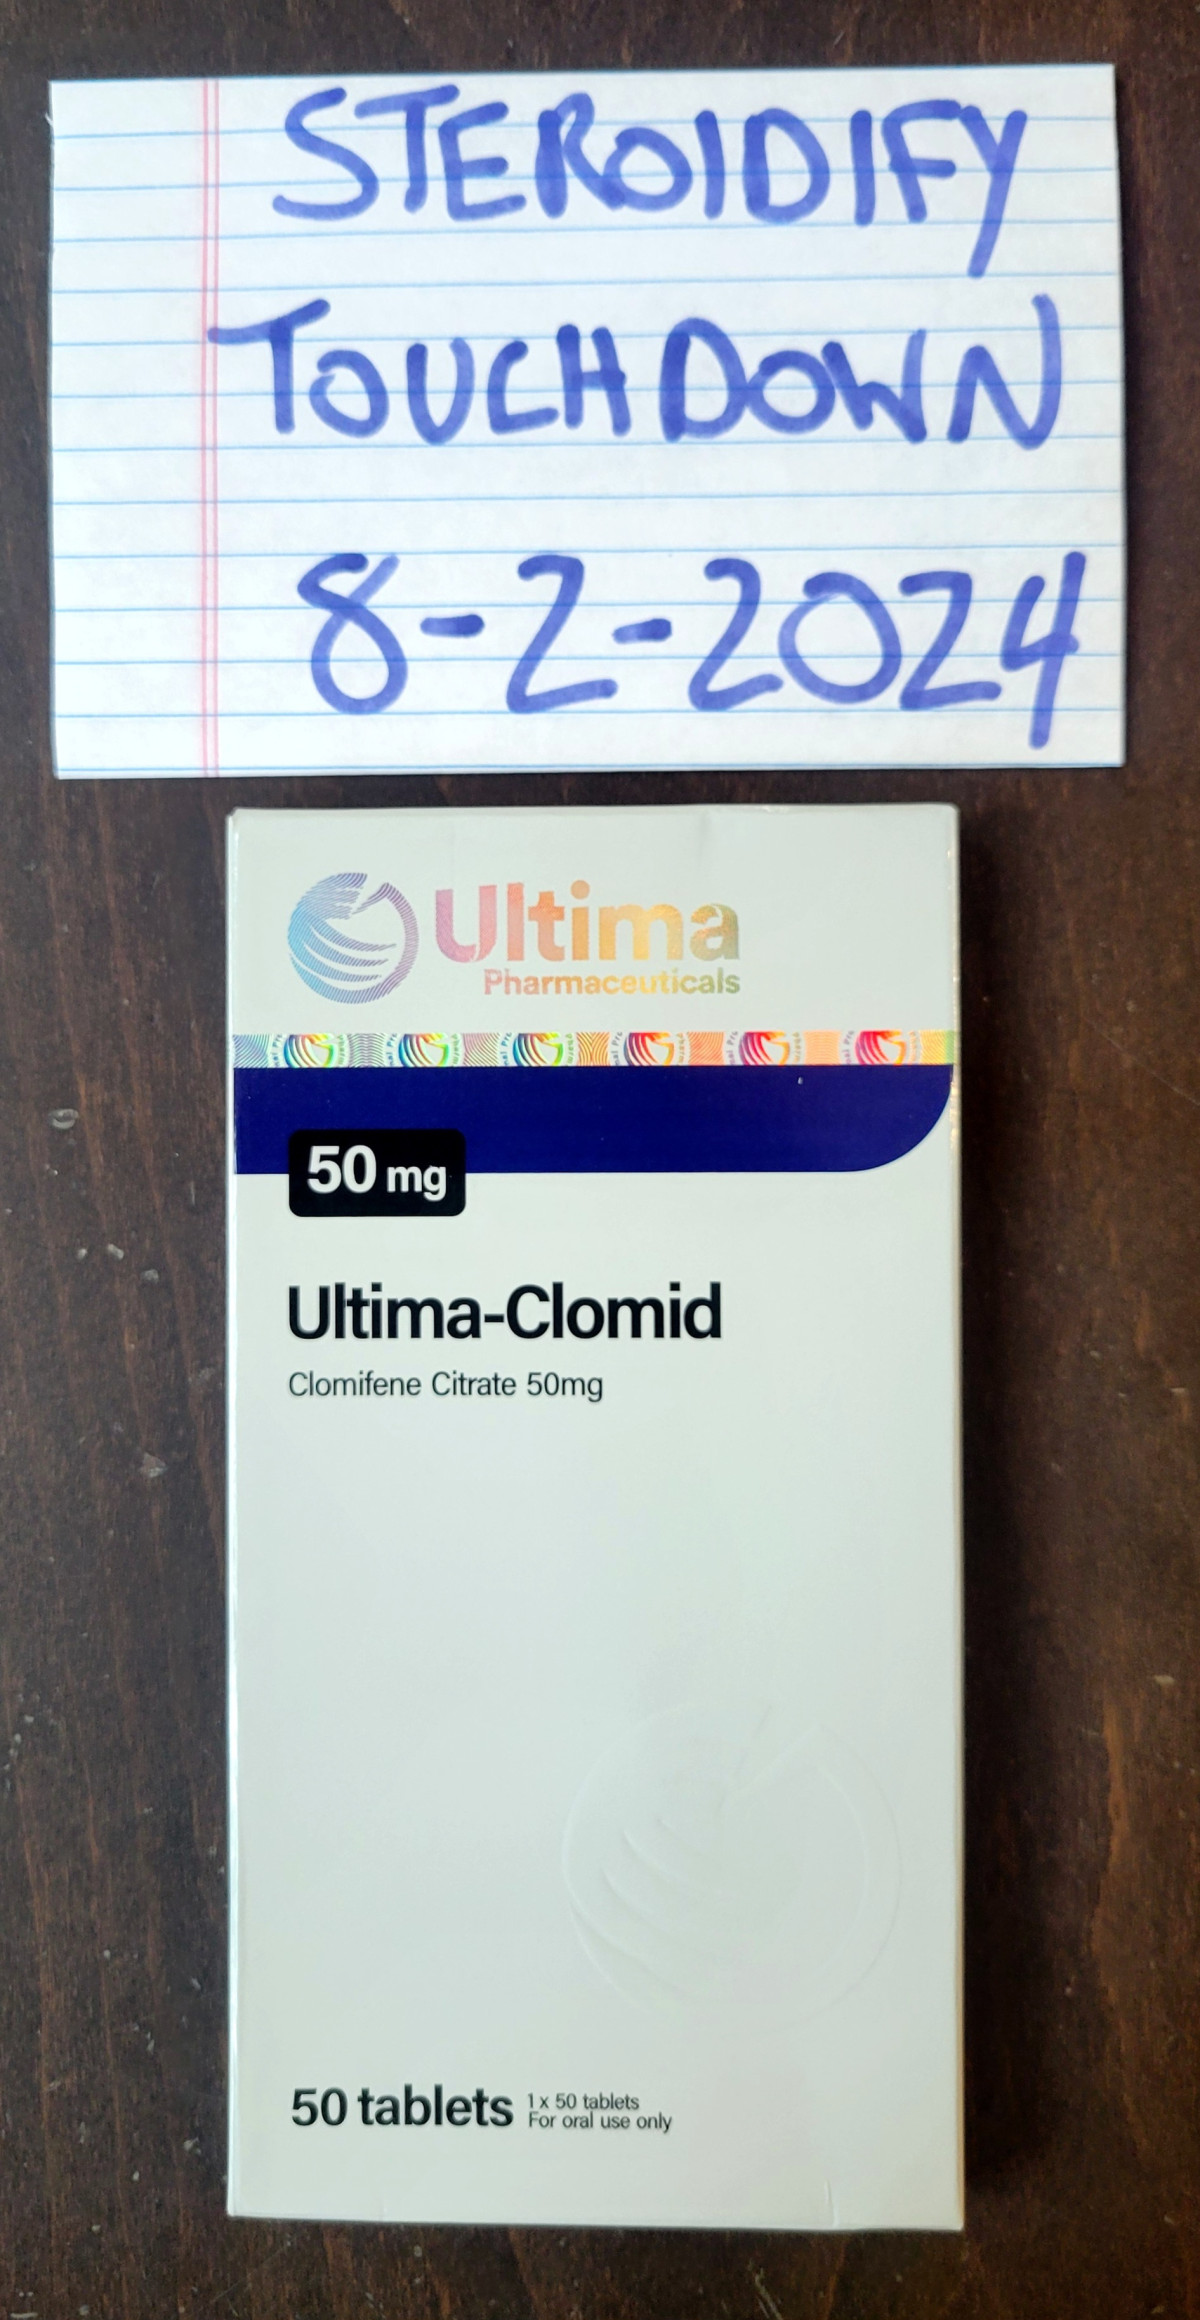 STEROIDIFY
TOUCHDOWN
8-2-2024
Ultima
Pharmaceuticals
50 mg
Ultima-Clomid
Clomifene Citrate 50mg
50 tablets
1 x 50 tablets
For oral use only